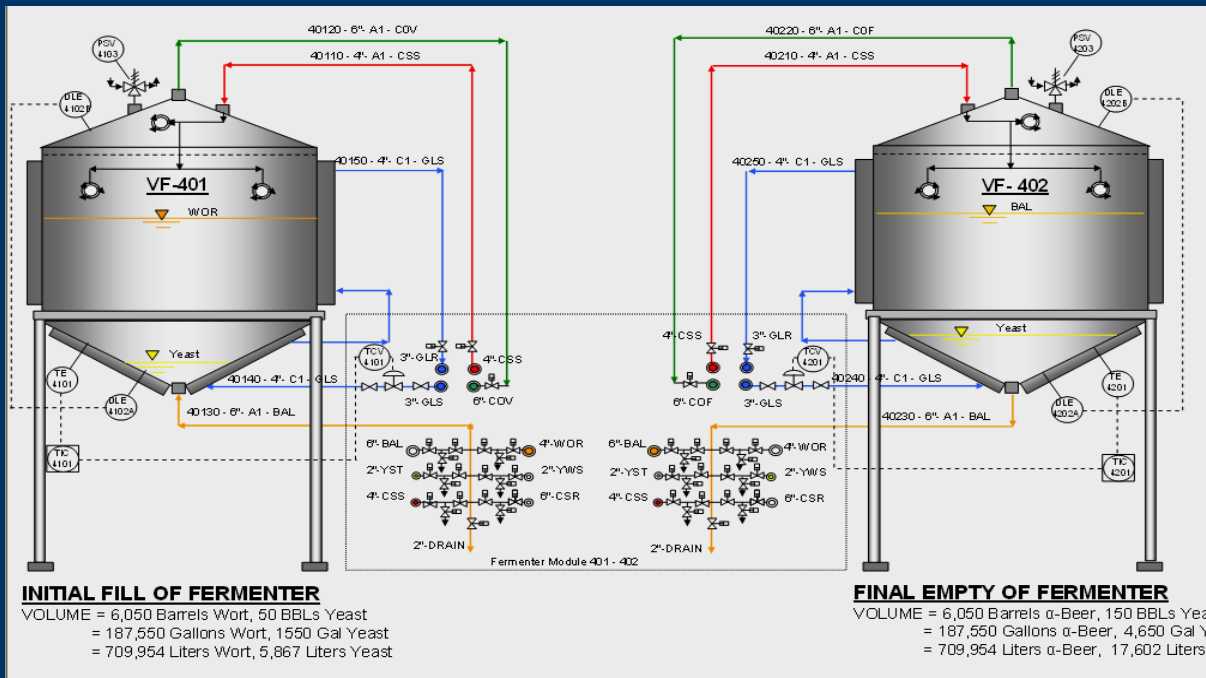 40120 - 6"- A1 - COV
40110 - 4"- A1 - CSS
PSV
4103
DLE
4102B
40150 - 4"- C1 - GLS
VF-401
WOR
Yeast
TE
4101
DLE
4102A
TIC
4101
40140 - 4"- C1 - GLS
40130 - 6"- A1 - BAL
TCV
4101
3"-GLR
4"-CSS
3"-GLS
6"-COV
6"-BAL
4"-WOR
2"-YST
2"-YWS
4"-CSS
6"-CSR
2"-DRAIN
40220 - 6"- A1 - COF
40210 - 4"- A1 - CSS
PSV
4203
DLE
4202B
40250 - 4"- C1 - GLS
VF- 402
BAL
Yeast
TE
4201
DLE
4202A
TIC
4201
40240 - 4"- C1 - GLS
40230 - 6"- A1 - BAL
4"-CSS
3"-GLR
TCV
4201
6"-COF
3"-GLS
6"-BAL
4"-WOR
2"-YST
2"-YWS
4"-CSS
6"-CSR
2"-DRAIN
Fermenter Module 401 - 402
INITIAL FILL OF FERMENTER
VOLUME = 6,050 Barrels Wort, 50 BBLs Yeast
= 187,550 Gallons Wort, 1550 Gal Yeast
= 709,954 Liters Wort, 5,867 Liters Yeast
FINAL EMPTY OF FERMENTER
VOLUME = 6,050 Barrels α-Beer, 150 BBLs Yea
= 187,550 Gallons α-Beer, 4,650 Gal Y
= 709,954 Liters α-Beer, 17,602 Liters